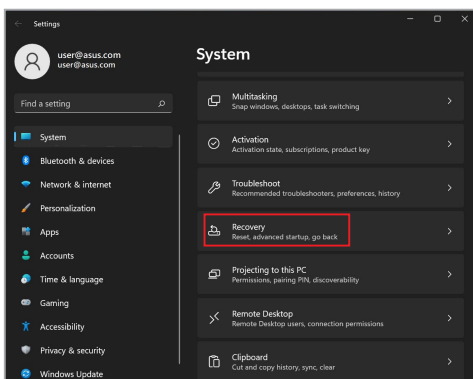 Settings
user@asus.com
user@asus.com
Find a setting
System
Bluetooth & devices
Network & internet
Personalization
Apps
Accounts
Time & language
Gaming
Accessibility
Privacy & security
Windows Update
System
Multitasking
Snap windows, desktops, task switching
Activation
Activation state, subscriptions, product key
Troubleshoot
Recommended troubleshooters, preferences, history
Recovery
Reset, advanced startup, go back
Projecting to this PC
Permissions, pairing PIN, discoverability
Remote Desktop
Remote Desktop users, connection permissions
Clipboard
Cut and copy history, sync, clear